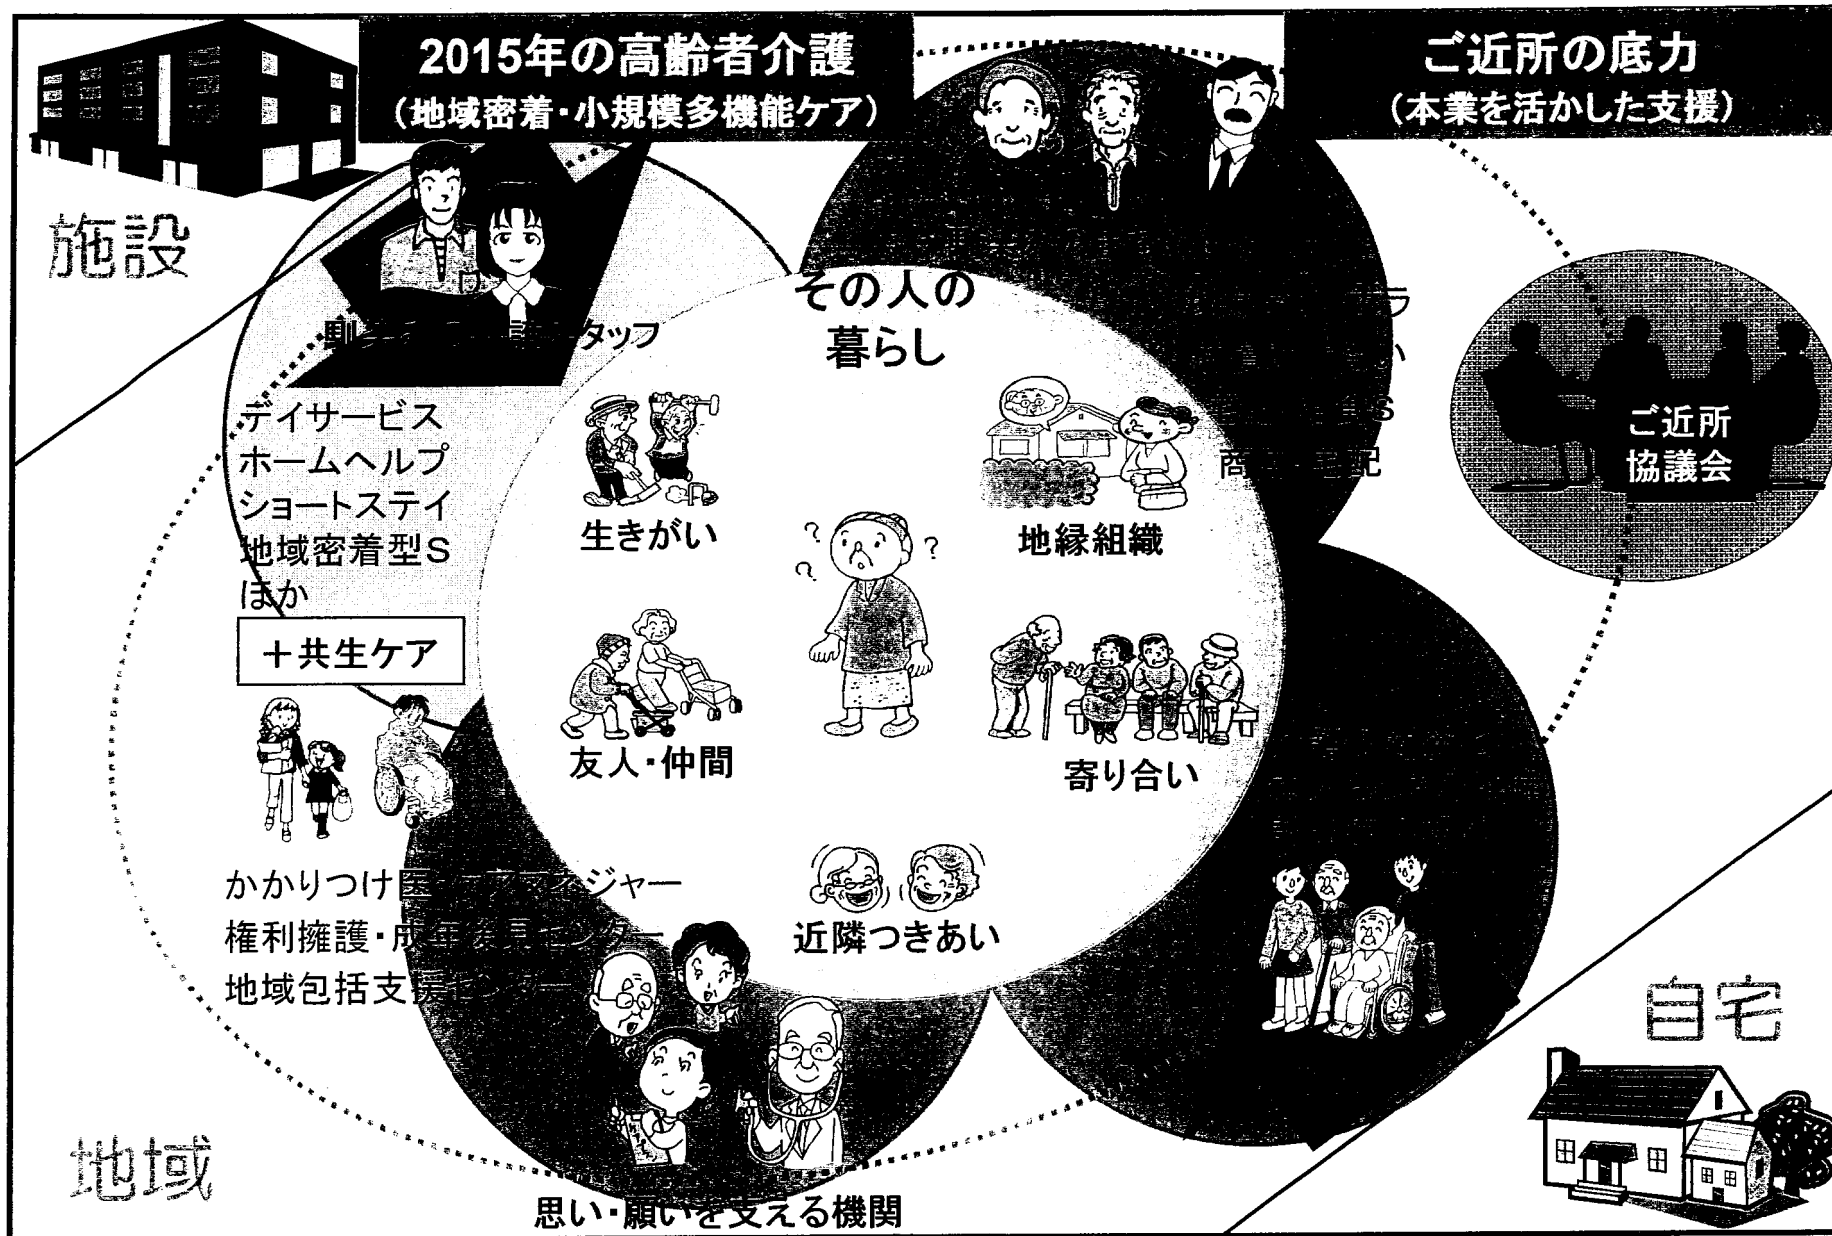 2015年の高齢者介護
(地域密着・小規模多機能ケア)
ご近所の底力
(本業を活かした支援)
施設
タッフ
デイサービス
ホームヘルプ
ショートステイ
地域密着型S
ほか
+共生ケア
その人の
暮らし
生きがい
地縁組織
友人・仲間
寄り合い
近隣つきあい
ご近所
協議会
かかりつけ
ジャー
権利擁護・成
地域包括支援
思い・願いを支える機関
地域
自宅